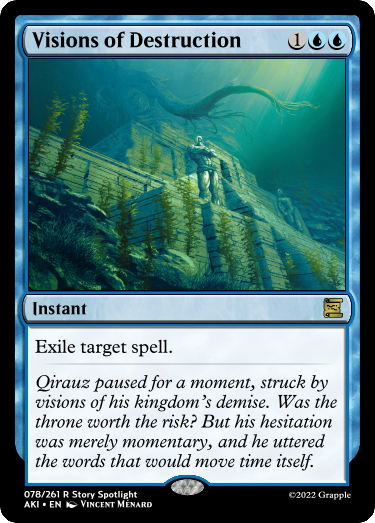 Visions of Destruction 1
Instant
Exile target spell.
Qirauz paused for a moment, struck by
visions of his kingdom's demise. Was the
throne worth the risk? But his hesitation
was merely momentary, and he uttered
the words that would move time itself.
078/261 R Story Spotlight
AKI • EN Vincent Ménard
©2022 Grapple